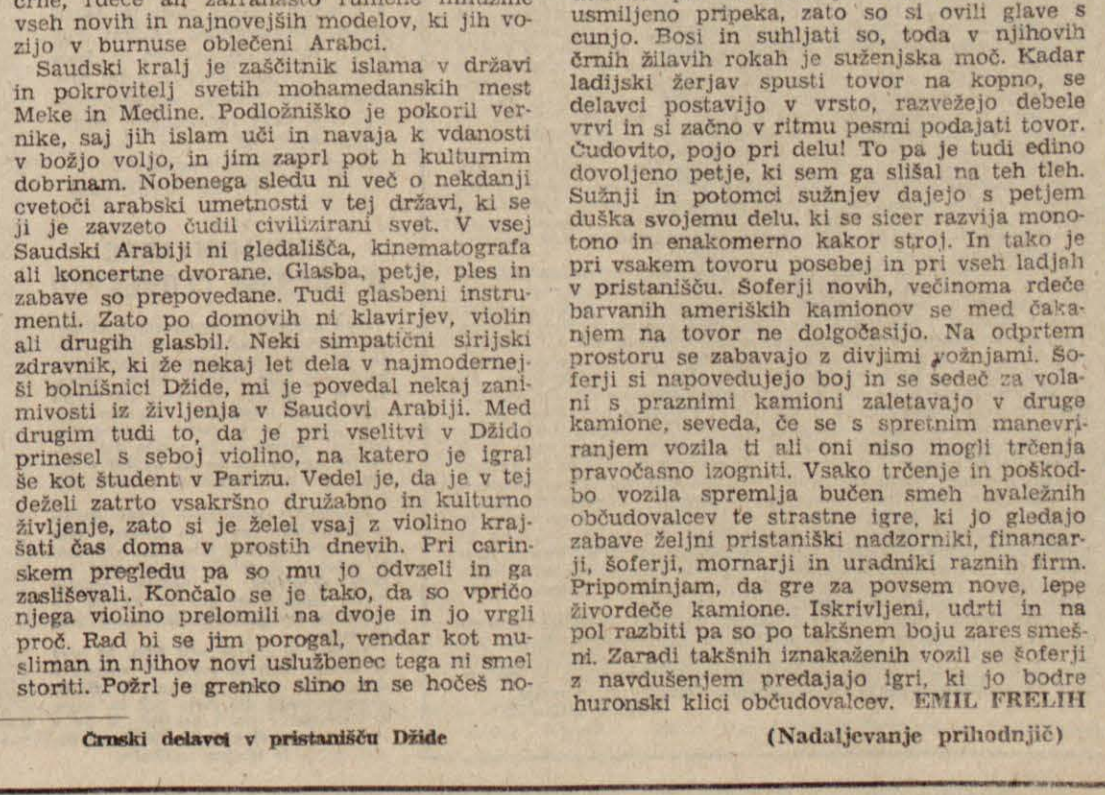 črne, rdeče ali žafranasto rumene limuzine
vseh novih in najnovejših modelov, ki jih vo-
zijo v burnuse oblečeni Arabci.
Saudski kralj je zaščitnik islama v državi
in pokrovitelj svetih mohamedanskih mest
Meke in Medine. Podložniško je pokoril ver-
nike, saj jih islam uči in navaja k vdanosti
v božjo voljo, in jim zaprl pot h kulturnim
dobrinam. Nobenega sledu ni več o nekdanji
cvetoči arabski umetnosti v tej državi, ki se
ji je zavzeto čudil civilizirani svet. V vsej
Saudski Arabiji ni gledališča, kinematografa
ali koncertne dvorane. Glasba, petje, ples in
zabave so prepovedane. Tudi glasbeni instru-
menti. Zato po domovih ni klavirjev, violin
ali drugih glasbil. Neki simpatični sirijski
zdravnik, ki že nekaj let dela v najmodernej-
ši bolnišnici Džide, mi je povedal nekaj zani-
mivosti iz življenja v Saudovi Arabiji. Med
drugim tudi to, da je pri vselitvi v Džido
prinesel s seboj violino, na katero je igral
še kot študent v Parizu. Vedel je, da je v tej
deželi zatrto vsakršno družabno in kulturno
življenje, zato si je želel vsaj z violino kraj-
šati čas doma v prostih dnevih. Pri carin-
skem pregledu pa so mu jo odvzeli in ga
zasliševali. Končalo se je tako, da so vpričo
njega violino prelomili na dvoje in jo vrgli
proč. Rad bi se jim porogal, vendar kot mu-
sliman in njihov novi uslužbenec tega ni smel
storiti. Požrl je grenko slino in se hočeš no-
Črnski delavci v pristanišču Džide
usmiljeno pripeka, zato so si ovili glave s
cunjo. Bosi in suhljati so, toda v njihovih
črnih žilavih rokah je suženjska moč. Kadar
ladijski žerjav spusti tovor na kopno, se
delavci postavijo v vrsto, razvežejo debele
vrvi in si začno v ritmu pesmi podajati tovor.
Čudovito, pojo pri delu! To pa je tudi edino
dovoljeno petje, ki sem ga slišal na teh tleh.
Sužnji in potomci sužnjev dajejo s petjem
duška svojemu delu, ki se sicer razvija mono-
tono in enakomerno kakor stroj. In tako je
pri vsakem tovoru posebej in pri vseh ladjah
v pristanišču. Šoferji novih, večinoma rdeče
barvanih ameriških kamionov se med čaka-
njem na tovor ne dolgočasijo. Na odprtem
prostoru se zabavajo z divjimi vožnjami. Šo-
ferji si napovedujejo boj in se sedeč za vola-
ni s praznimi kamioni zaletavajo v druge
kamione, seveda, če se s spretnim manevri-
ranjem vozila ti ali oni niso mogli trčenja
pravočasno izogniti. Vsako trčenje in poškod-
bo vozila spremlja bučen smeh hvaležnih
občudovalcev te strastne igre, ki jo gledajo
zabave željni pristaniški nadzorniki, financar-
ji, šoferji, mornarji in uradniki raznih firm.
Pripominjam, da gre za povsem nove, lepe
živordeče kamione. Iskrivljeni, udrti in na
pol razbiti pa so po takšnem boju zares smeš-
ni. Zaradi takšnih iznakaženih vozil se šoferji
z navdušenjem predajajo igri, ki jo bodre
huronski klici občudovalcev. EMIL FRELIH
(Nadaljevanje prihodnjič)